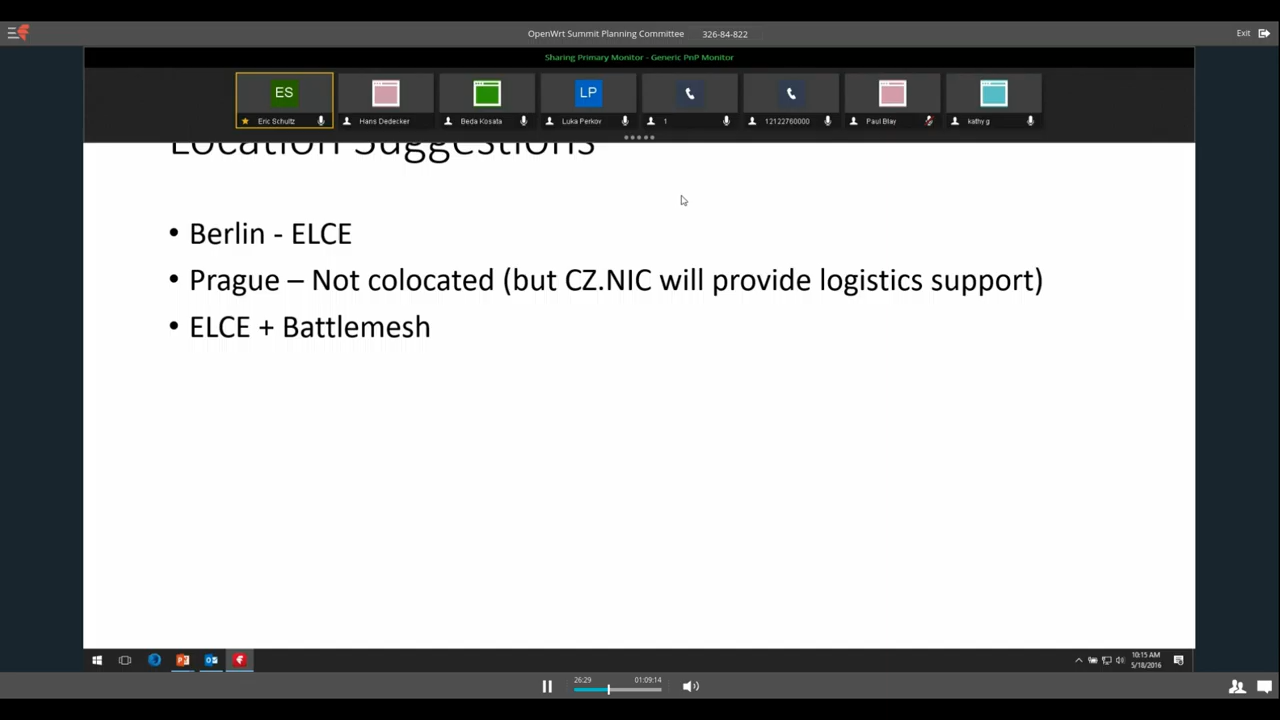 OpenWrt Summit Planning Committee 326-84-822 Exit
Sharing Primary Monitor - Generic PnP Monitor
ES LP
Eric Schultz Hans Dedecker Beda Kosata Luka Perkov 1 12122760000 Paul Blay kathy g
Location Suggestions
• Berlin - ELCE
• Prague – Not colocated (but CZ.NIC will provide logistics support)
• ELCE + Battlemesh
10:15 AM
5/18/2016
26:29 01:09:14